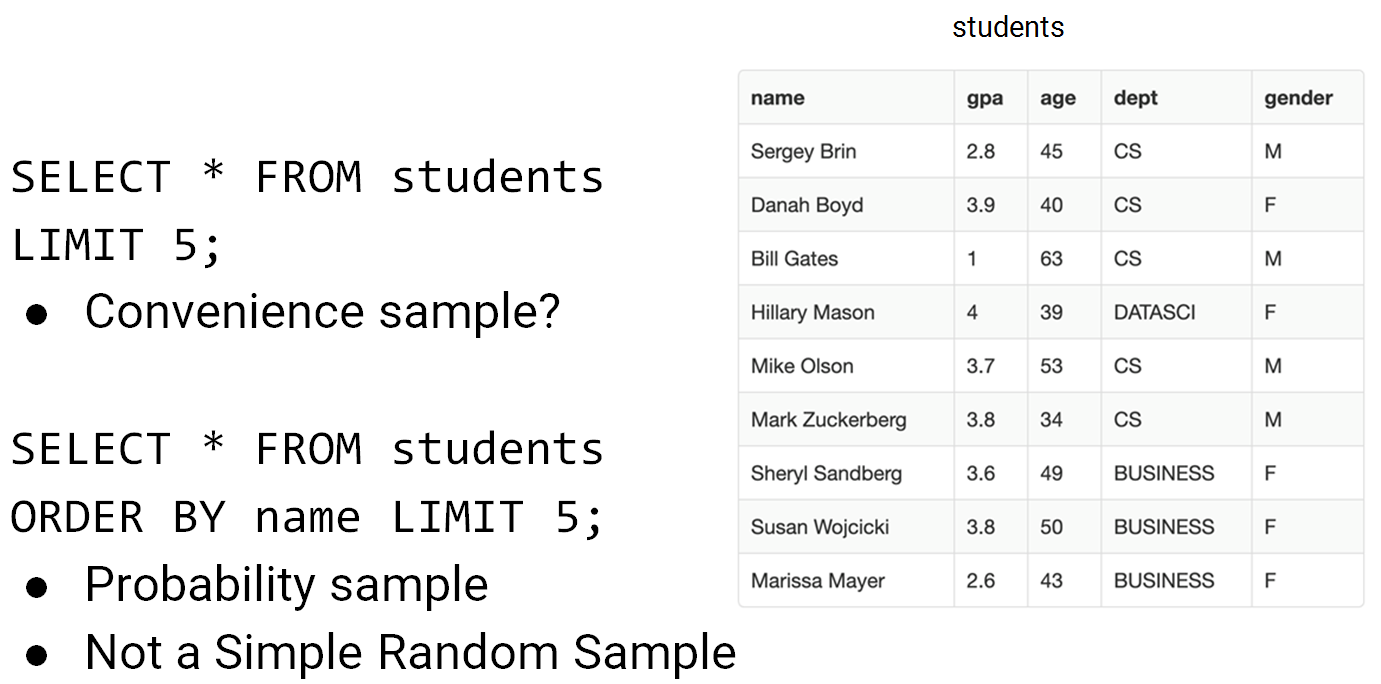 SELECT * FROM students
LIMIT 5;
● Convenience sample?
SELECT * FROM students
ORDER BY name LIMIT 5;
● Probability sample
● Not a Simple Random Sample
students
name gpa age dept gender
Sergey Brin 2.8 45 CS M
Danah Boyd 3.9 40 CS F
Bill Gates 1 63 CS M
Hillary Mason 4 39 DATASCI F
Mike Olson 3.7 53 CS M
Mark Zuckerberg 3.8 34 CS M
Sheryl Sandberg 3.6 49 BUSINESS F
Susan Wojcicki 3.8 50 BUSINESS F
Marissa Mayer 2.6 43 BUSINESS F